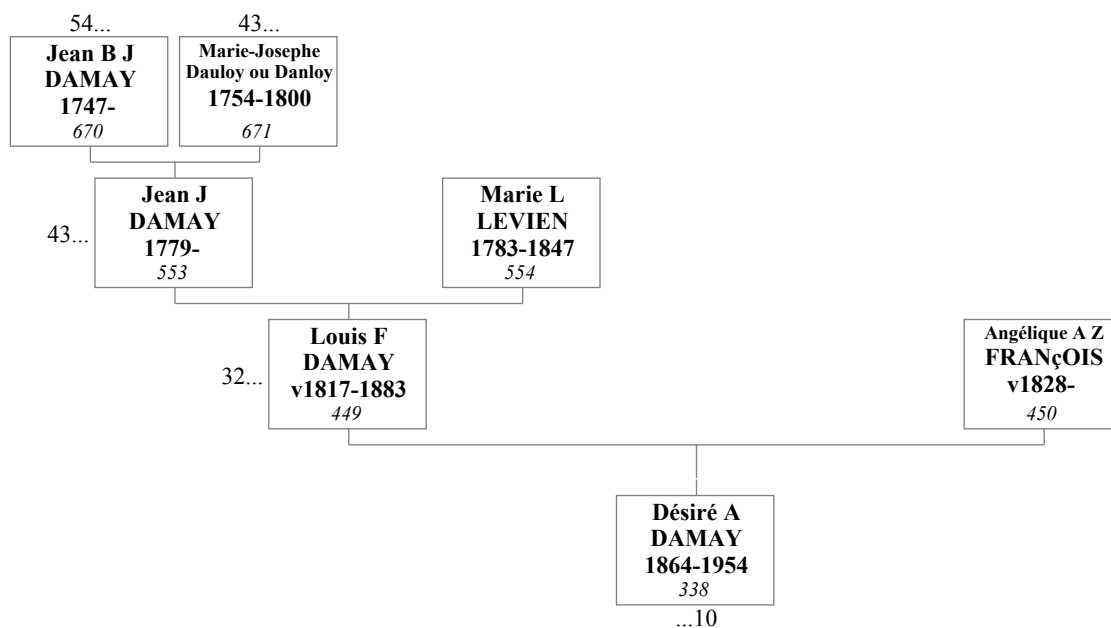 54...
43...
Jean B J
DAMAY
1747-
670
Marie-Josephe
Dauloy ou Danloy
1754-1800
671
43...
Jean J
DAMAY
1779-
553
Marie L
LEVIEN
1783-1847
554
32...
Louis F
DAMAY
v1817-1883
449
Angélique A Z
FRANçOIS
v1828-
450
Désiré A
DAMAY
1864-1954
338
...10